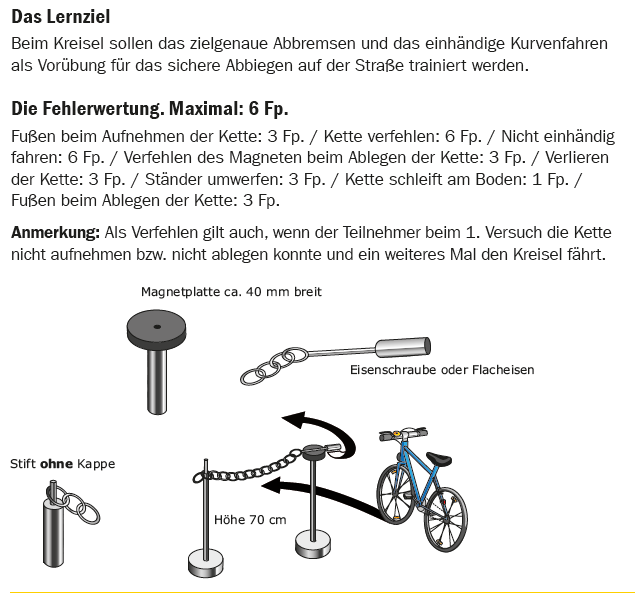 Das Lernziel
Beim Kreisel sollen das zielgenaue Abbremsen und das einhändige Kurvenfahren
als Vorübung für das sichere Abbiegen auf der Straße trainiert werden.
Die Fehlerwertung. Maximal: 6 Fp.
Fußen beim Aufnehmen der Kette: 3 Fp. / Kette verfehlen: 6 Fp. / Nicht einhändig
fahren: 6 Fp. / Verfehlen des Magneten beim Ablegen der Kette: 3 Fp. / Verlieren
der Kette: 3 Fp. / Ständer umwerfen: 3 Fp. / Kette schleift am Boden: 1 Fp. /
Fußen beim Ablegen der Kette: 3 Fp.
Anmerkung: Als Verfehlen gilt auch, wenn der Teilnehmer beim 1. Versuch die Kette
nicht aufnehmen bzw. nicht ablegen konnte und ein weiteres Mal den Kreisel fährt.
Magnetplatte ca. 40 mm breit
Eisenschraube oder Flacheisen
Stift ohne Kappe
Höhe 70 cm